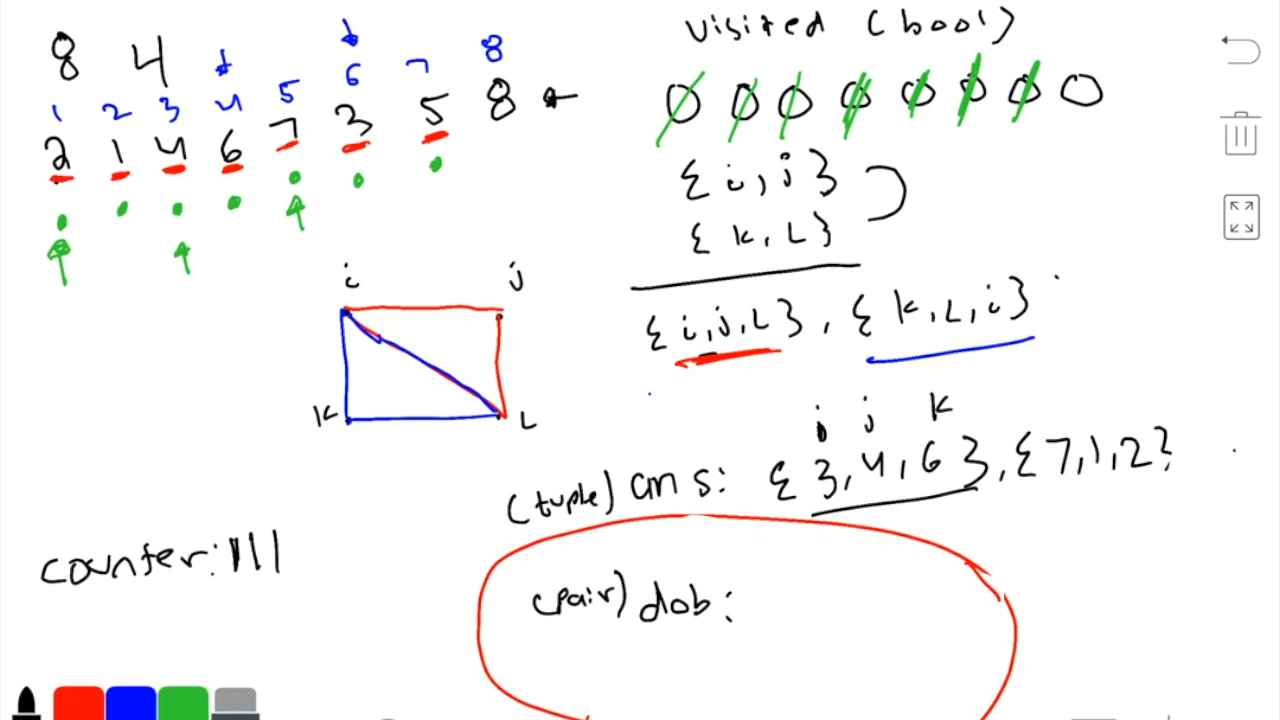 8 4
1 2 3 4 5 6 7 8
2 1 4 6 7 3 5 8
visited (bool)
0 0 0 0 0 0 0 0
{ i, j }
{ K, L }
{ i, j, L }, { K, L, i }
i j
K L
i j K
(tuple) ans: { 3, 4, 6 }, { 7, 1, 2 }
counter: 111
(pair) dob: